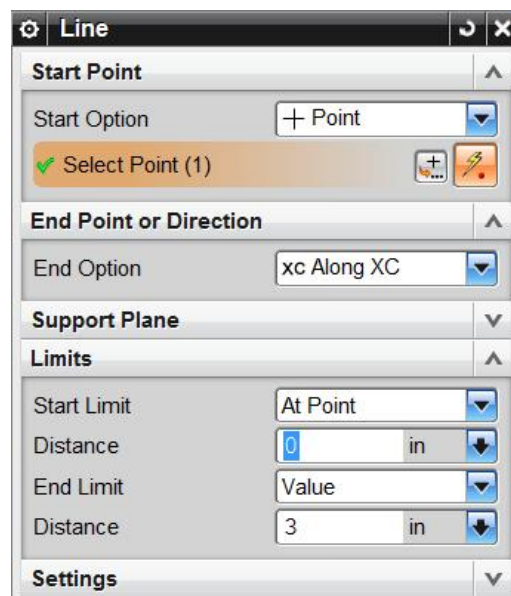 Line
Start Point
Start Option + Point
Select Point (1)
End Point or Direction
End Option xc Along XC
Support Plane
Limits
Start Limit At Point
Distance 0 in
End Limit Value
Distance 3 in
Settings